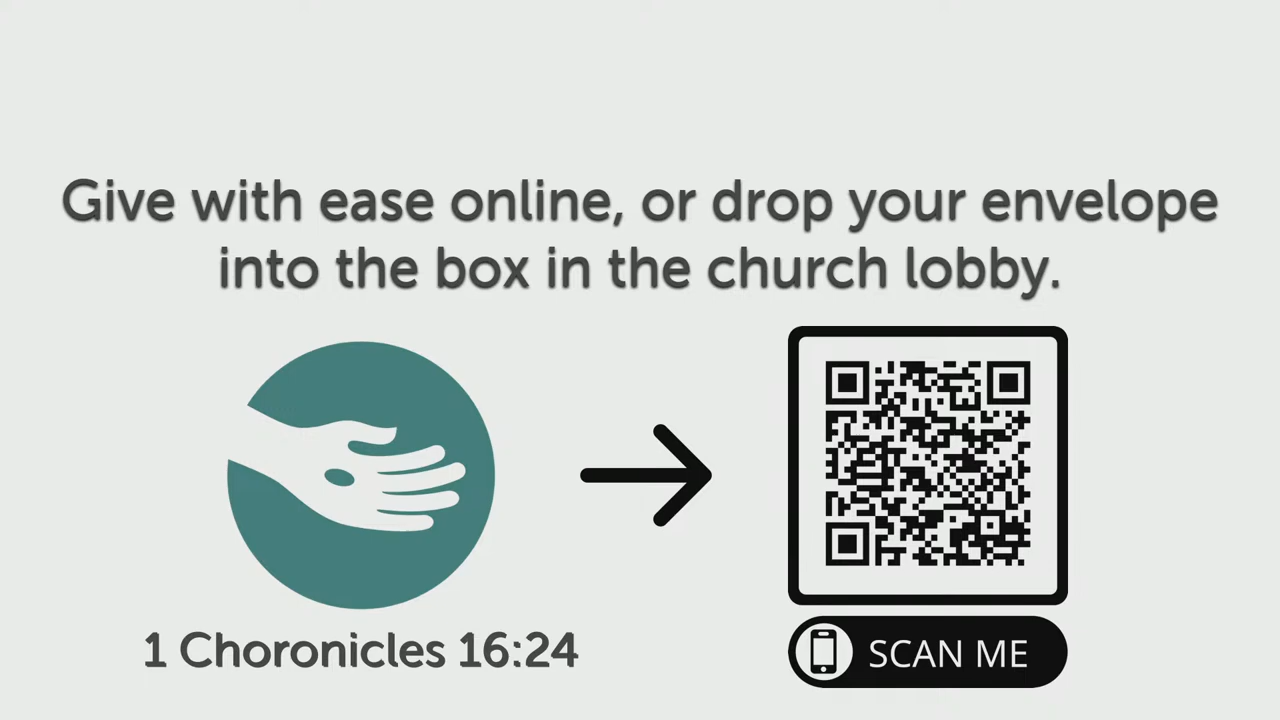 Give with ease online, or drop your envelope
into the box in the church lobby.
1 Choronicles 16:24
SCAN ME